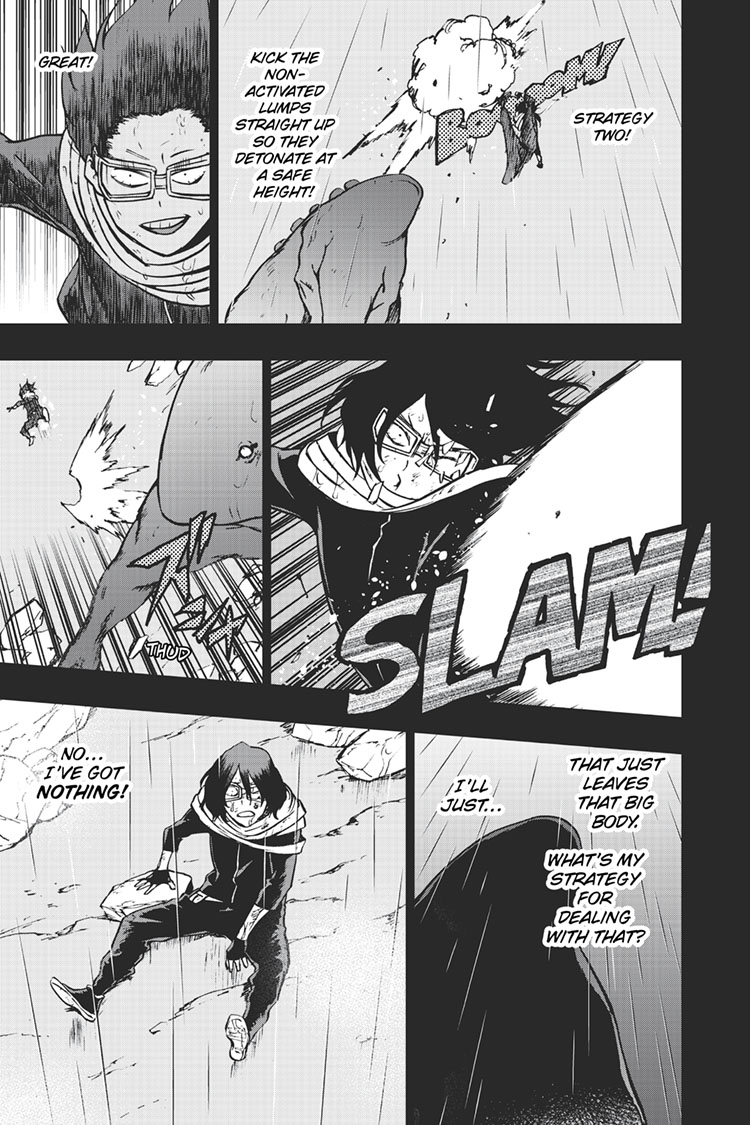 STRATEGY
TWO!
BOOOOM!
KICK THE
NON-
ACTIVATED
LUMPS
STRAIGHT UP
SO THEY
DETONATE AT
A SAFE
HEIGHT!
GREAT!
SLAM!
THUD
THAT JUST
LEAVES
THAT BIG
BODY.
WHAT'S MY
STRATEGY
FOR
DEALING
WITH THAT?
I'LL
JUST...
NO...
I'VE GOT
NOTHING!